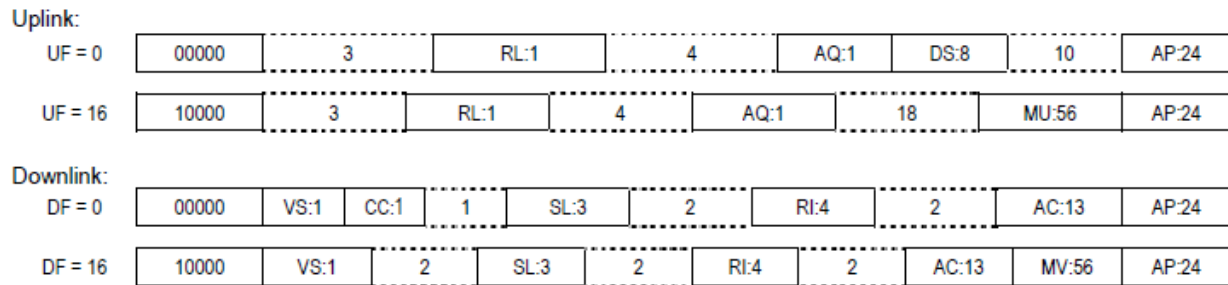 Uplink:
UF = 0 00000 3 RL:1 4 AQ:1 DS:8 10 AP:24
UF = 16 10000 3 RL:1 4 AQ:1 18 MU:56 AP:24
Downlink:
DF = 0 00000 VS:1 CC:1 1 SL:3 2 RI:4 2 AC:13 AP:24
DF = 16 10000 VS:1 2 SL:3 2 RI:4 2 AC:13 MV:56 AP:24